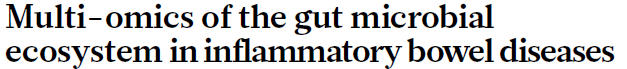 Multi-omics of the gut microbial
ecosystem in inflammatory bowel diseases